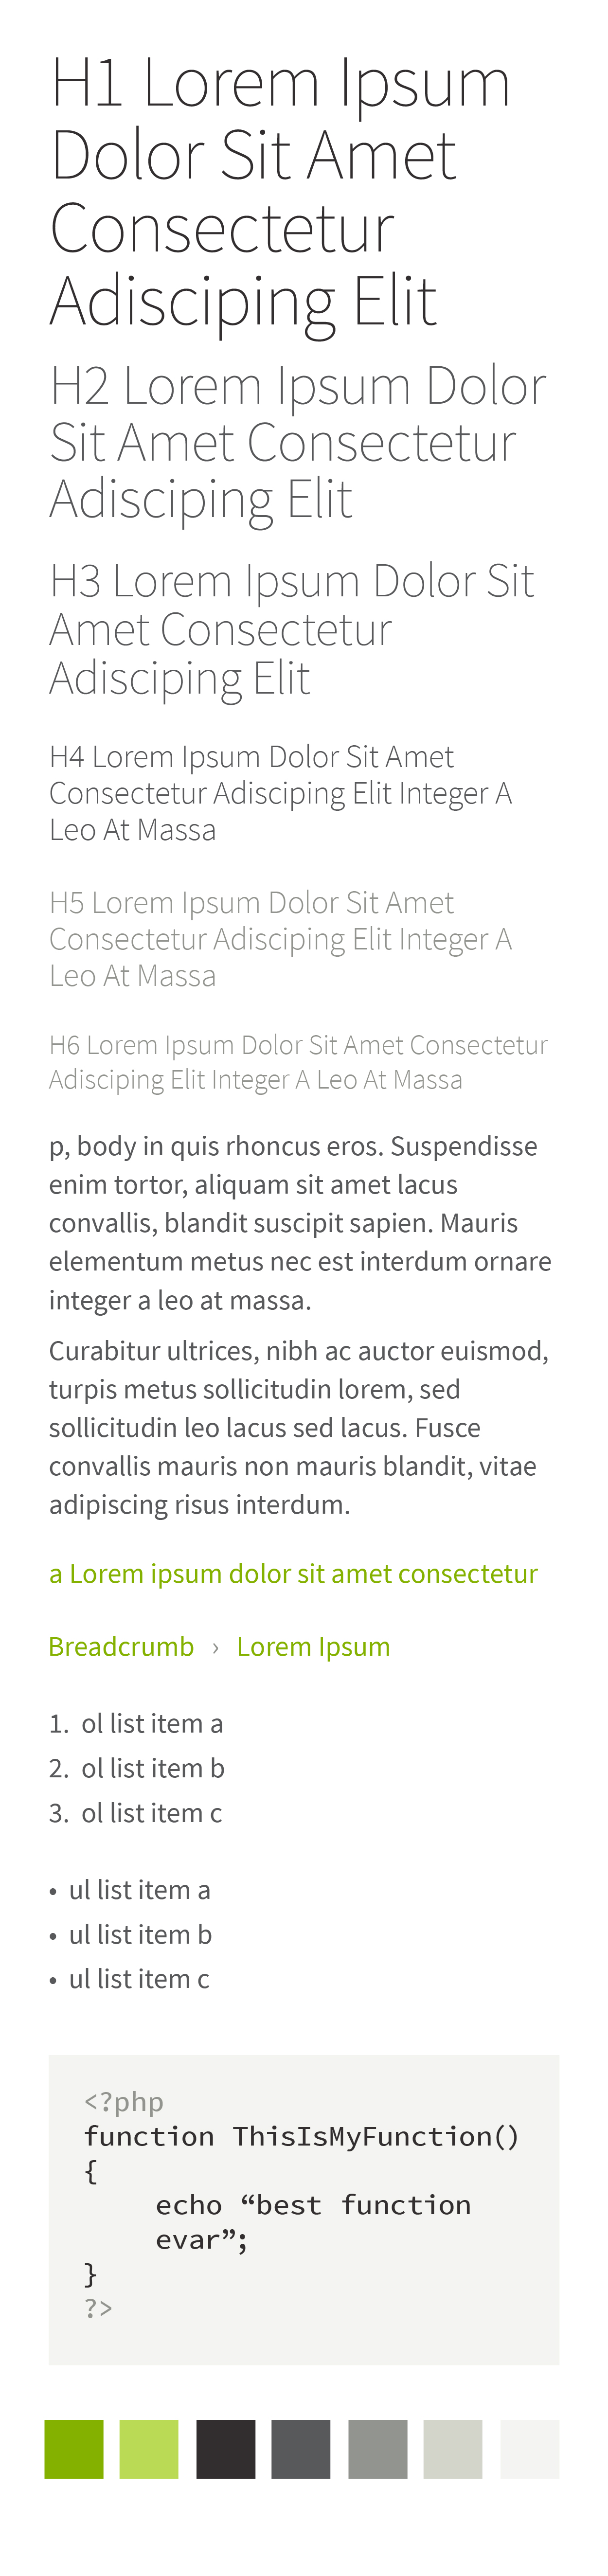 H1 Lorem Ipsum
Dolor Sit Amet
Consectetur
Adisciping Elit
H2 Lorem Ipsum Dolor
Sit Amet Consectetur
Adisciping Elit
H3 Lorem Ipsum Dolor Sit
Amet Consectetur
Adisciping Elit
H4 Lorem Ipsum Dolor Sit Amet
Consectetur Adisciping Elit Integer A
Leo At Massa
H5 Lorem Ipsum Dolor Sit Amet
Consectetur Adisciping Elit Integer A
Leo At Massa
H6 Lorem Ipsum Dolor Sit Amet Consectetur
Adisciping Elit Integer A Leo At Massa
p, body in quis rhoncus eros. Suspendisse
enim tortor, aliquam sit amet lacus
convallis, blandit suscipit sapien. Mauris
elementum metus nec est interdum ornare
integer a leo at massa.
Curabitur ultrices, nibh ac auctor euismod,
turpis metus sollicitudin lorem, sed
sollicitudin leo lacus sed lacus. Fusce
convallis mauris non mauris blandit, vitae
adipiscing risus interdum.
a Lorem ipsum dolor sit amet consectetur
Breadcrumb › Lorem Ipsum
1. ol list item a
2. ol list item b
3. ol list item c
• ul list item a
• ul list item b
• ul list item c
<?php
function ThisIsMyFunction()
{
echo “best function
evar”;
}
?>